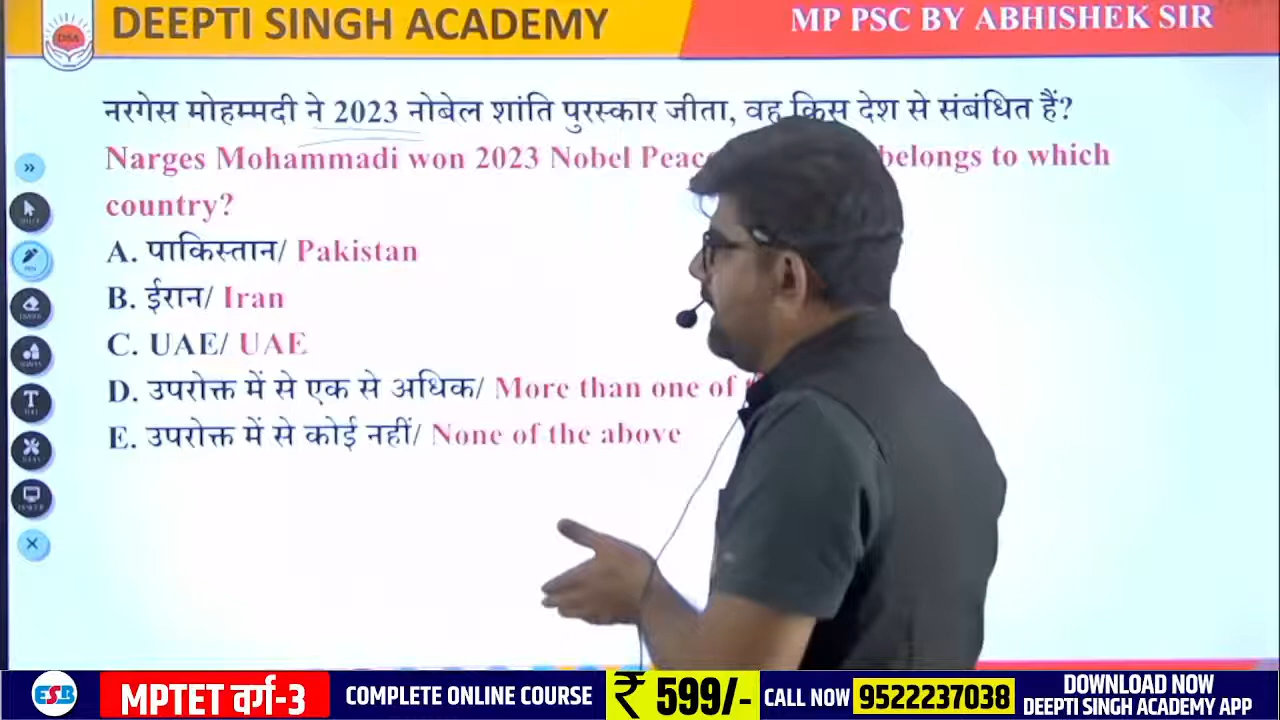 DEEPTI SINGH ACADEMY
MP PSC BY ABHISHEK SIR
DSA
नरगेस मोहम्मदी ने 2023 नोबेल शांति पुरस्कार जीता, वह किस देश से संबंधित हैं?
Narges Mohammadi won 2023 Nobel belongs to which
country?
A. पाकिस्तान/ Pakistan
B. ईरान/ Iran
C. UAE/ UAE
D. उपरोक्त में से एक से अधिक/ More than one of
E. उपरोक्त में से कोई नहीं/ None of the above
ESB
MPTET वर्ग-3
COMPLETE ONLINE COURSE
₹ 599/-
CALL NOW 9522237038
DOWNLOAD NOW
DEEPTI SINGH ACADEMY APP